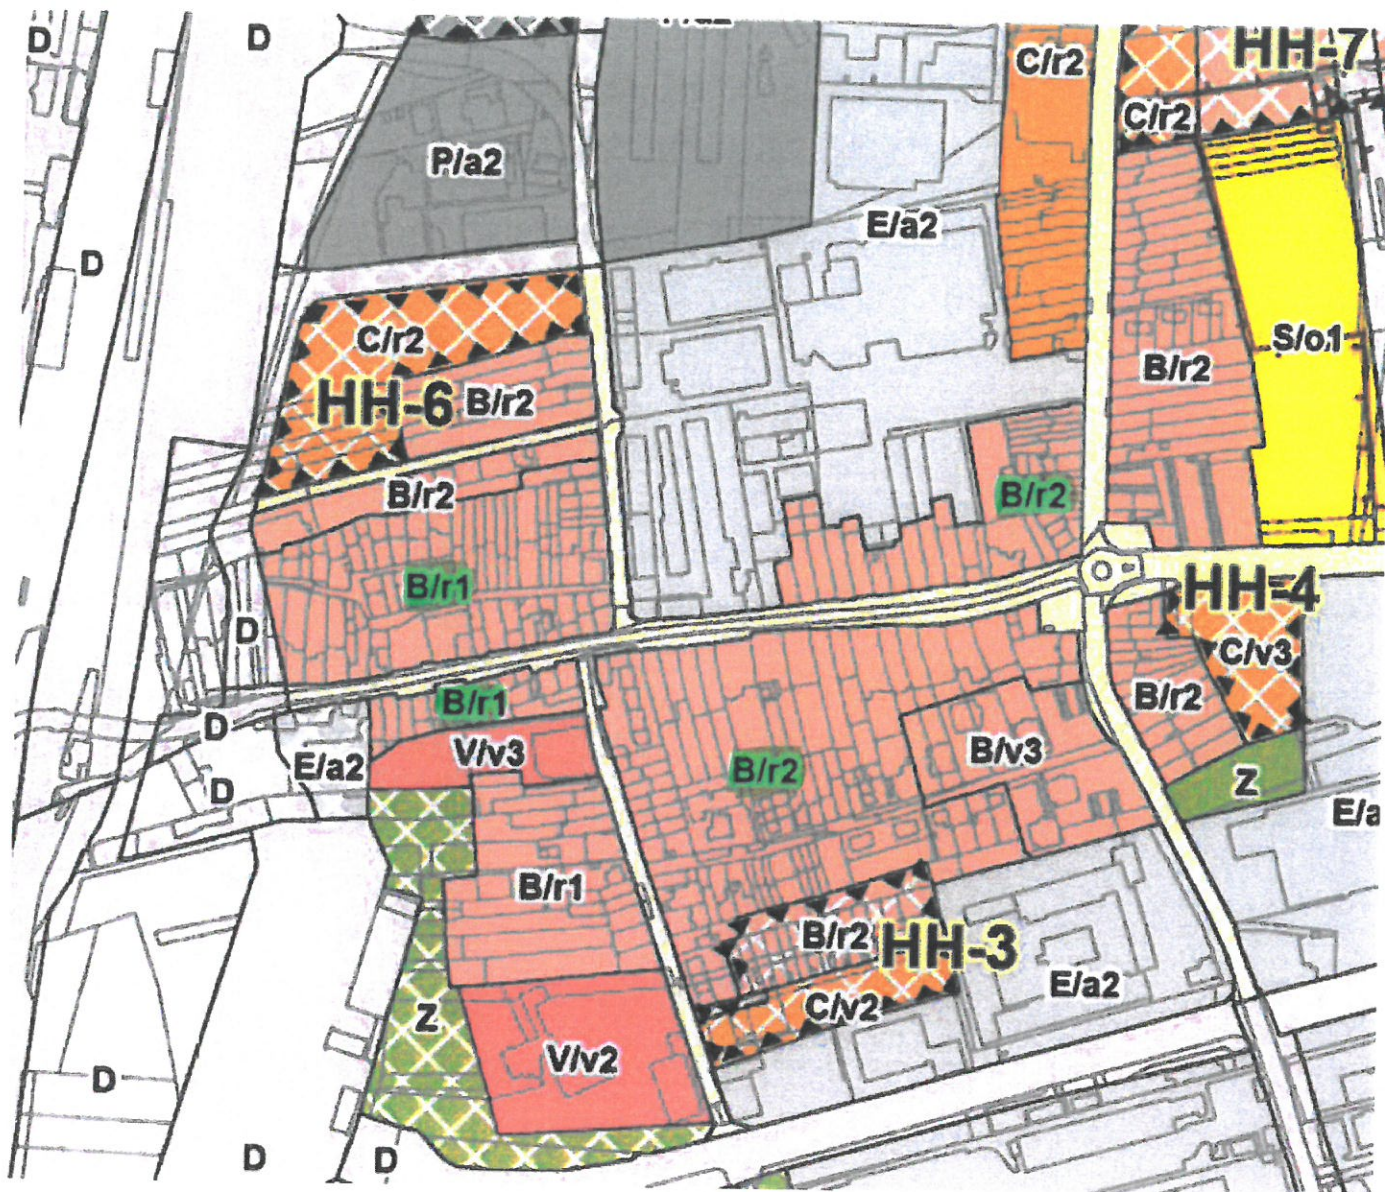 D
D
HH-7
C/r2
C/r2
P/a2
E/a2
D
C/r2
S/o1
HH-6
B/r2
B/r2
B/r2
B/r2
B/r1
HH-4
D
C/v3
B/r1
B/r2
D
V/v3
B/v3
E/a2
B/r2
D
Z
B/r1
B/r2
HH-3
E/a2
Z
C/v2
V/v2
D
D
D